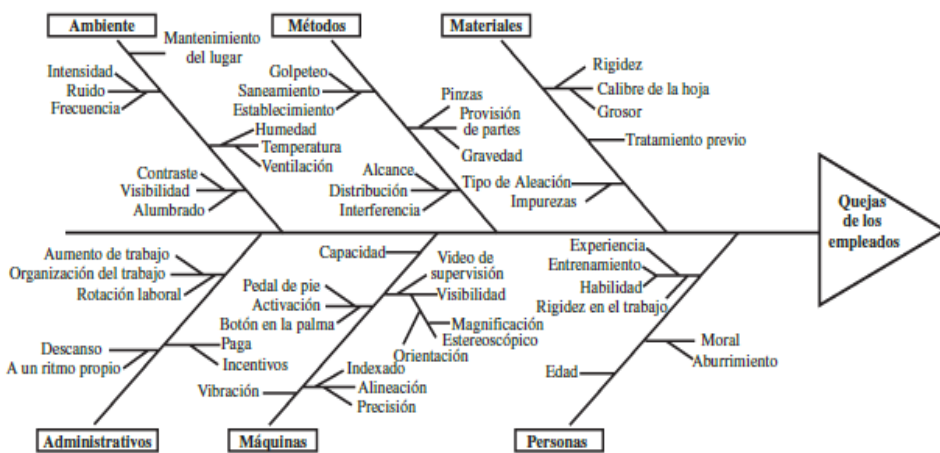 Ambiente
Métodos
Materiales
Mantenimiento
del lugar
Intensidad
Ruido
Frecuencia
Humedad
Temperatura
Ventilación
Contraste
Visibilidad
Alumbrado
Golpeteo
Saneamiento
Establecimiento
Pinzas
Provisión
de partes
Gravedad
Alcance
Distribución
Interferencia
Rigidez
Calibre de la hoja
Grosor
Tratamiento previo
Tipo de Aleación
Impurezas
Quejas
de los
empleados
Aumento de trabajo
Organización del trabajo
Rotación laboral
Descanso
A un ritmo propio
Paga
Incentivos
Capacidad
Video de
supervisión
Visibilidad
Magnificación
Estereoscópico
Orientación
Pedal de pie
Activación
Botón en la palma
Indexado
Alineación
Precisión
Vibración
Experiencia
Entrenamiento
Habilidad
Rigidez en el trabajo
Moral
Aburrimiento
Edad
Administrativos
Máquinas
Personas